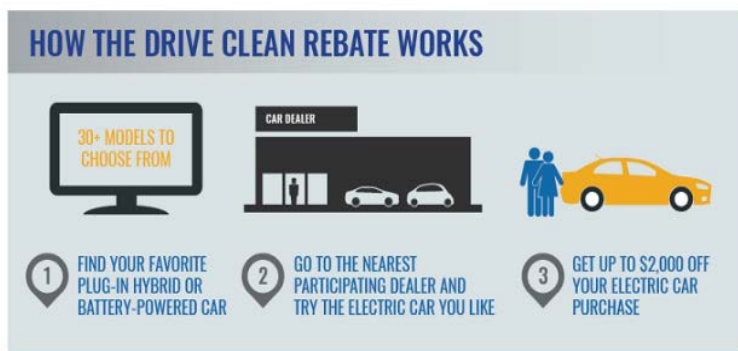 HOW THE DRIVE CLEAN REBATE WORKS
30+ MODELS TO
CHOOSE FROM
CAR DEALER
1
FIND YOUR FAVORITE
PLUG-IN HYBRID OR
BATTERY-POWERED CAR
2
GO TO THE NEAREST
PARTICIPATING DEALER AND
TRY THE ELECTRIC CAR YOU LIKE
3
GET UP TO $2,000 OFF
YOUR ELECTRIC CAR
PURCHASE